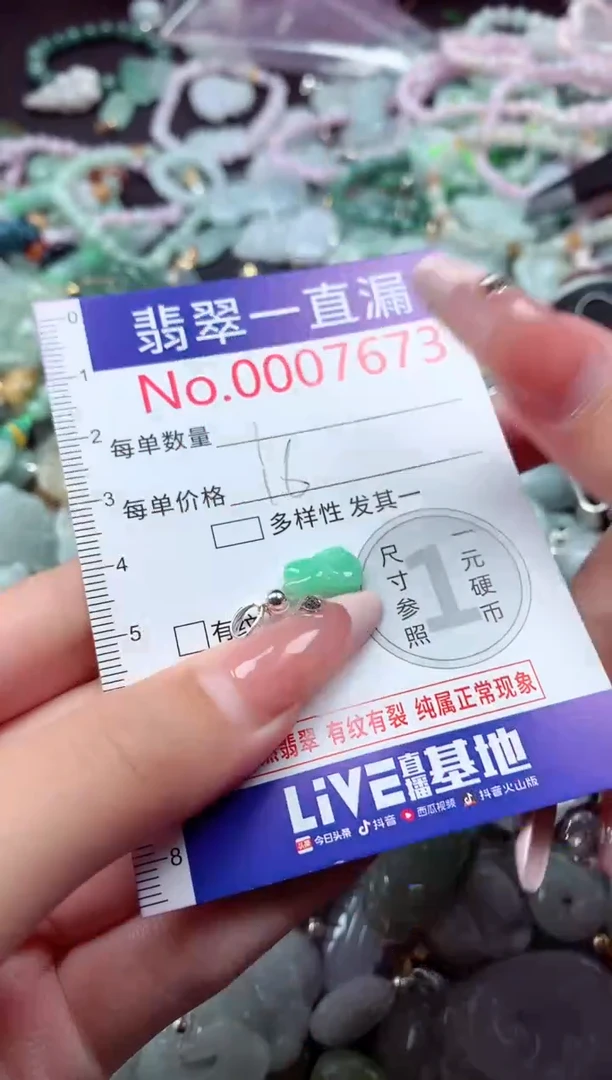 翡翠一直漏
No.0007673
0
1
2
3
4
5
8
每单数量 1
每单价格 16
多样性 发其一
尺寸参照
1
一元硬币
有
翡翠 有纹有裂 纯属正常现象
LiVE直播基地
头条 今日头条 抖音 西瓜视频 抖音火山版